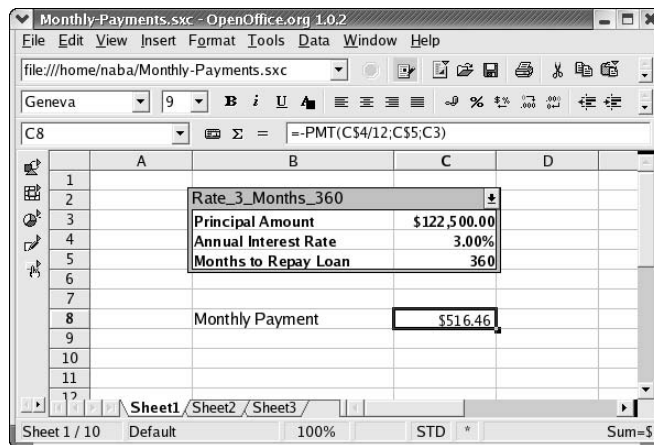 Monthly-Payments.sxc - OpenOffice.org 1.0.2
File Edit View Insert Format Tools Data Window Help
file:///home/naba/Monthly-Payments.sxc
Geneva 9 B i U A
C8 Σ = =-PMT(C$4/12;C$5;C3)
A B C D
1
2 Rate_3_Months_360
3 Principal Amount $122,500.00
4 Annual Interest Rate 3.00%
5 Months to Repay Loan 360
6
7
8 Monthly Payment $516.46
9
10
11
12
Sheet1 Sheet2 Sheet3
Sheet 1 / 10 Default 100% STD * Sum=$